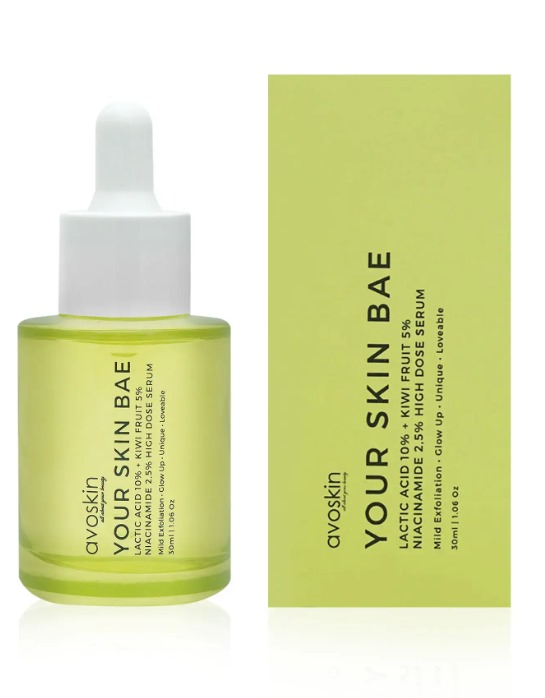 avoskin
all about your beauty
YOUR SKIN BAE
LACTIC ACID 10% + KIWI FRUIT 5%
NIACINAMIDE 2.5% HIGH DOSE SERUM
Mild Exfoliation · Glow Up · Unique · Loveable
30ml | 1.06 Oz
avoskin
all about your beauty
YOUR SKIN BAE
LACTIC ACID 10% + KIWI FRUIT 5%
NIACINAMIDE 2.5% HIGH DOSE SERUM
Mild Exfoliation · Glow Up · Unique · Loveable
30ml | 1.06 Oz